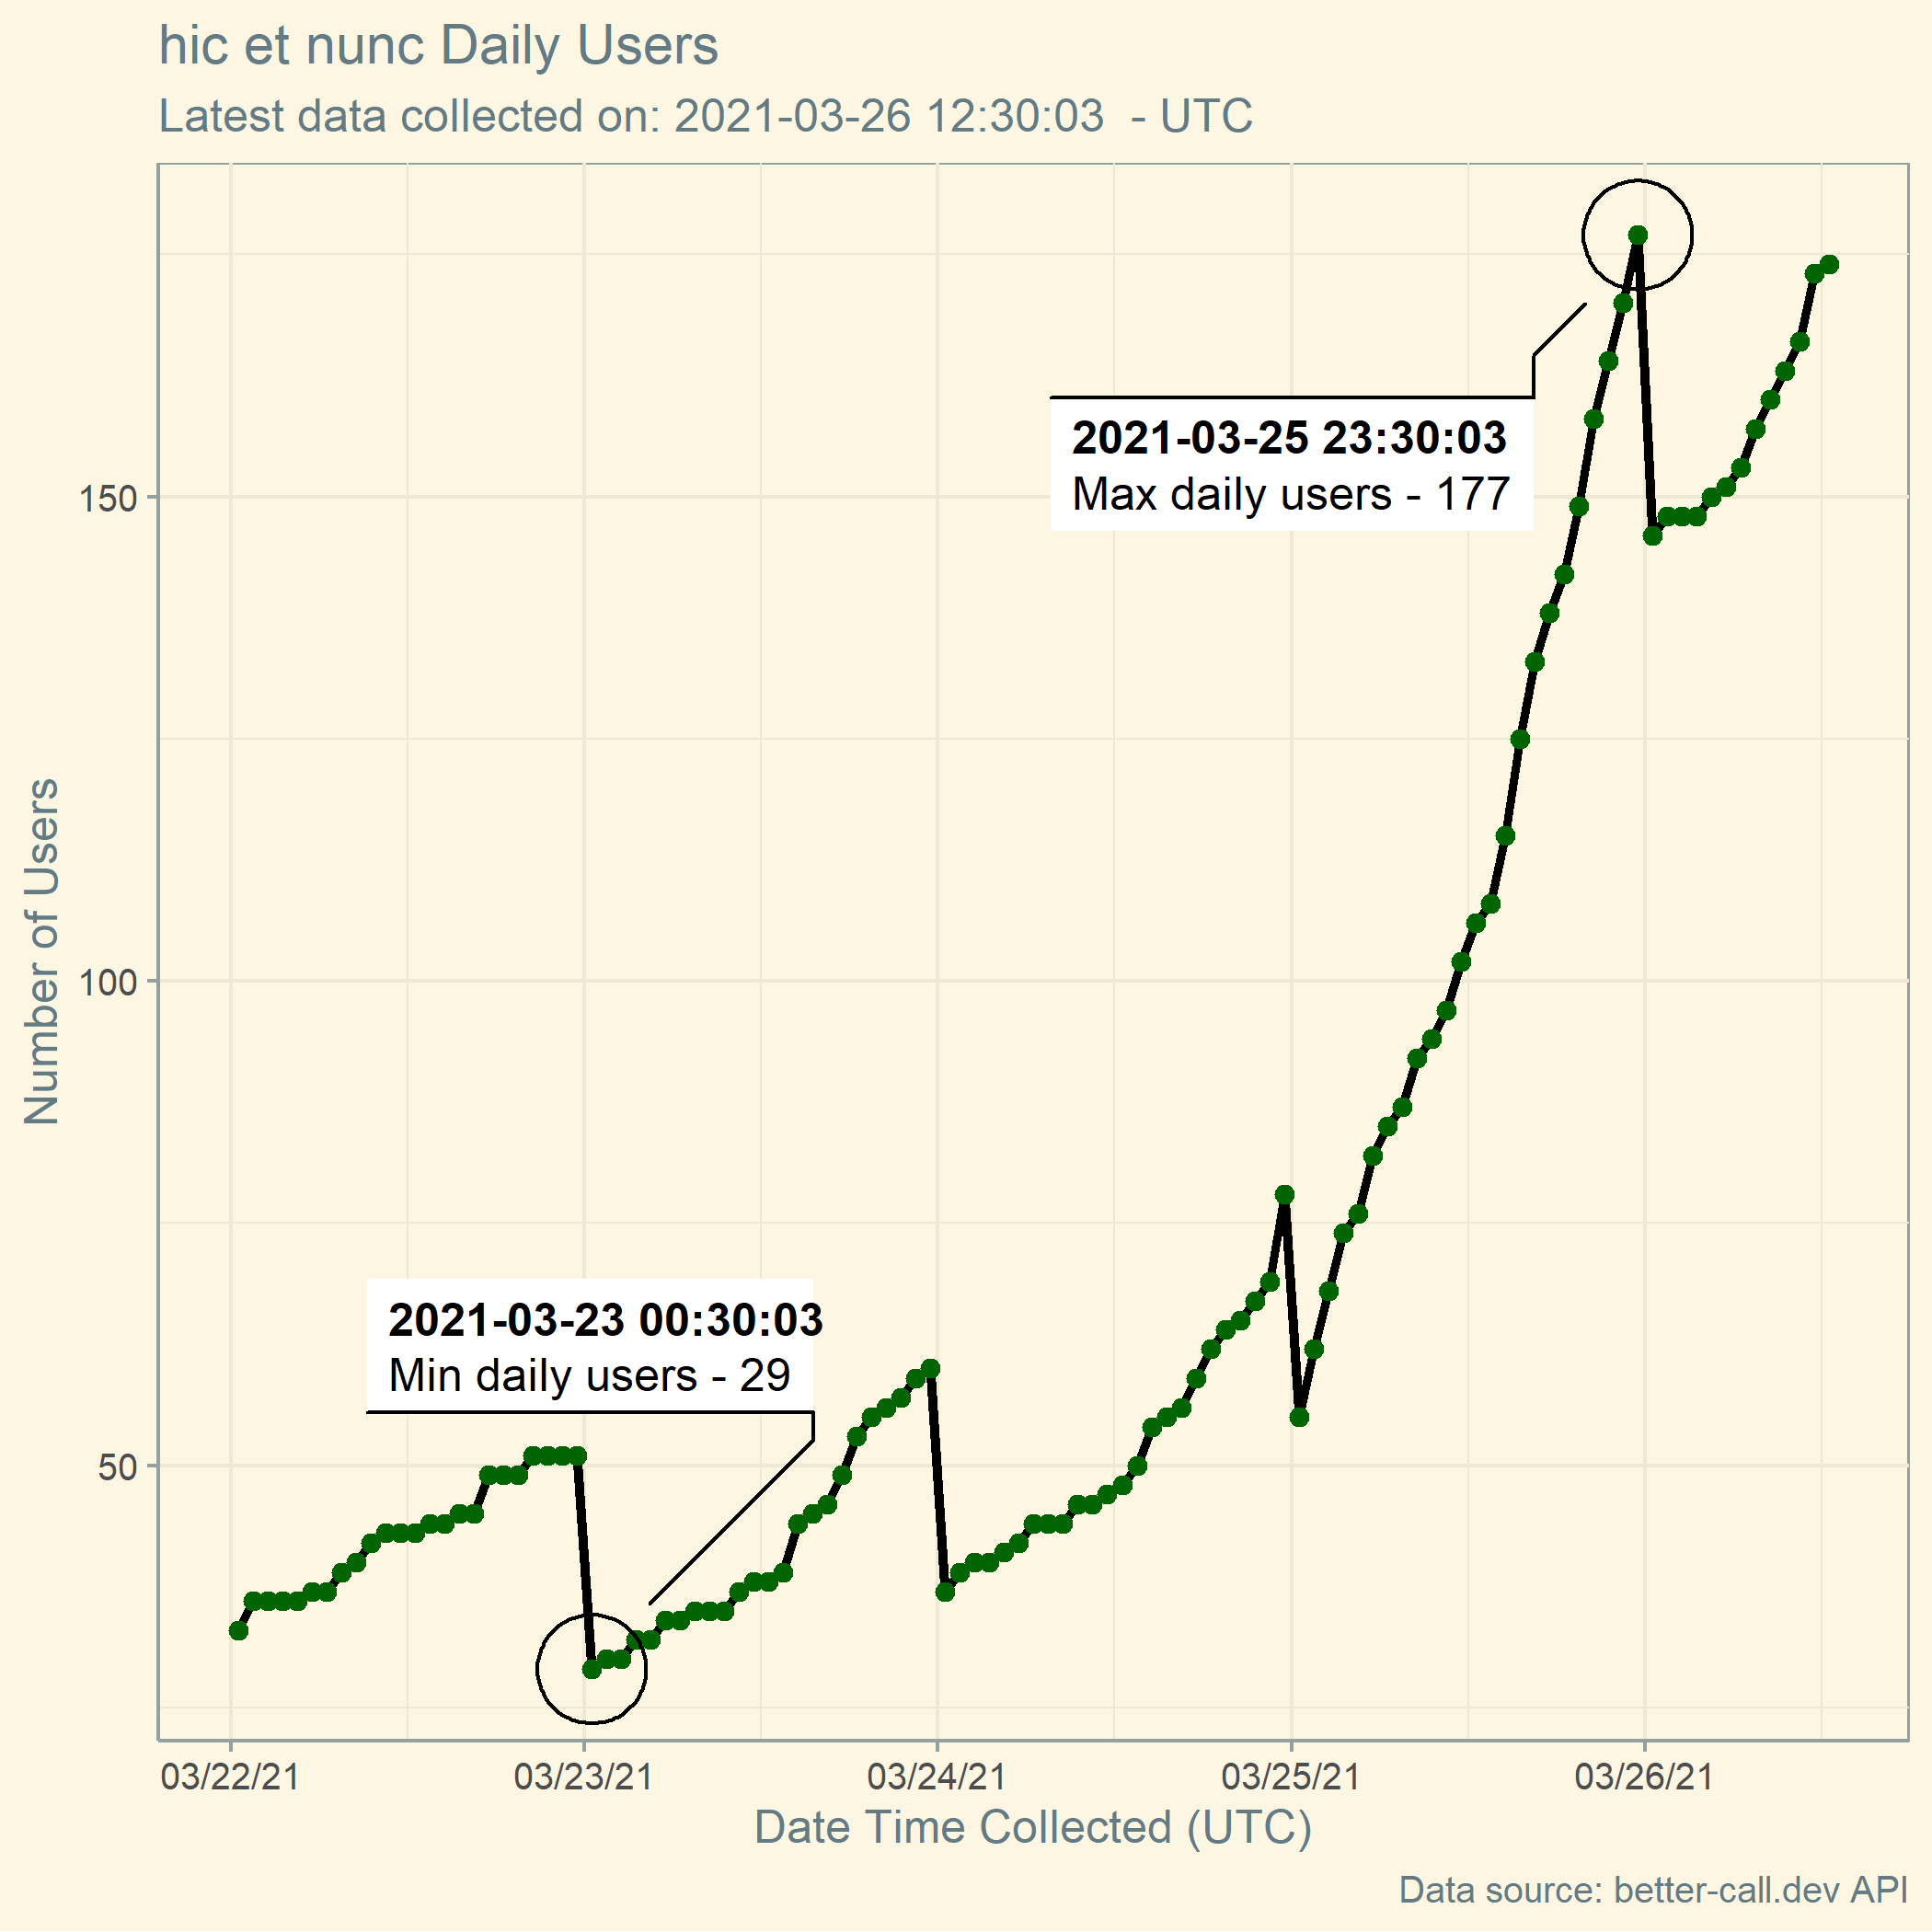 hic et nunc Daily Users
Latest data collected on: 2021-03-26 12:30:03  - UTC
2021-03-25 23:30:03
Max daily users - 177
150
Number of Users
100
2021-03-23 00:30:03
Min daily users - 29
50
03/22/21 03/23/21 03/24/21 03/25/21 03/26/21
Date Time Collected (UTC)
Data source: better-call.dev API